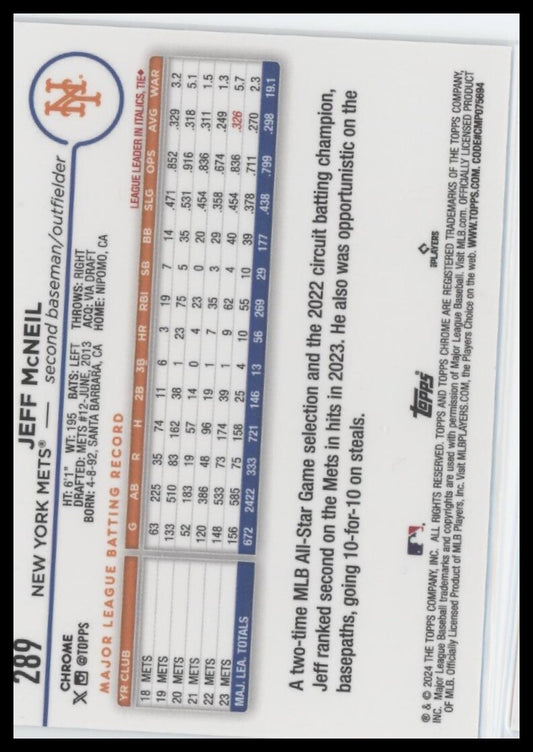 289
NEW YORK METS® — JEFF McNEIL
second baseman/outfielder
NY
CHROME
@TOPPS
HT: 6'1" WT: 195 BATS: LEFT THROWS: RIGHT
DRAFTED: METS #12-JUNE, 2013 ACQ: VIA DRAFT
BORN: 4-8-92, SANTA BARBARA, CA HOME: NIPOMO, CA
MAJOR LEAGUE BATTING RECORD
LEAGUE LEADER IN ITALICS, TIE♦
YR CLUB G AB R H 2B 3B HR RBI SB BB SLG OPS AVG WAR
18 METS 63 225 35 74 11 6 3 19 7 14 .471 .852 .329 3.2
19 METS 133 510 83 162 38 1 23 75 5 35 .531 .916 .318 5.1
20 METS 52 183 19 57 14 0 4 23 0 20 .454 .836 .311 1.5
21 METS 120 386 48 96 19 1 7 35 3 29 .358 .674 .249 1.3
22 METS 148 533 73 174 39 1 9 62 4 40 .454 .836 .326 5.7
23 METS 156 585 75 158 25 4 10 55 10 39 .378 .711 .270 2.3
MAJ. LEA. TOTALS 672 2422 333 721 146 13 56 269 29 177 .438 .799 .298 19.1
A two-time MLB All-Star Game selection and the 2022 circuit batting champion,
Jeff ranked second on the Mets in hits in 2023. He also was opportunistic on the
basepaths, going 10-for-10 on steals.
Topps
PLAYERS
® & © 2024 THE TOPPS COMPANY, INC. ALL RIGHTS RESERVED. TOPPS AND TOPPS CHROME ARE REGISTERED TRADEMARKS OF THE TOPPS COMPANY,
INC. Major League Baseball trademarks and copyrights are used with permission of Major League Baseball. Visit MLB.com. OFFICIALLY LICENSED PRODUCT
OF MLB. Officially Licensed Product of MLB Players, Inc. Visit MLBPLAYERS.COM, the Players Choice on the web. WWW.TOPPS.COM. CODE#CMP075694